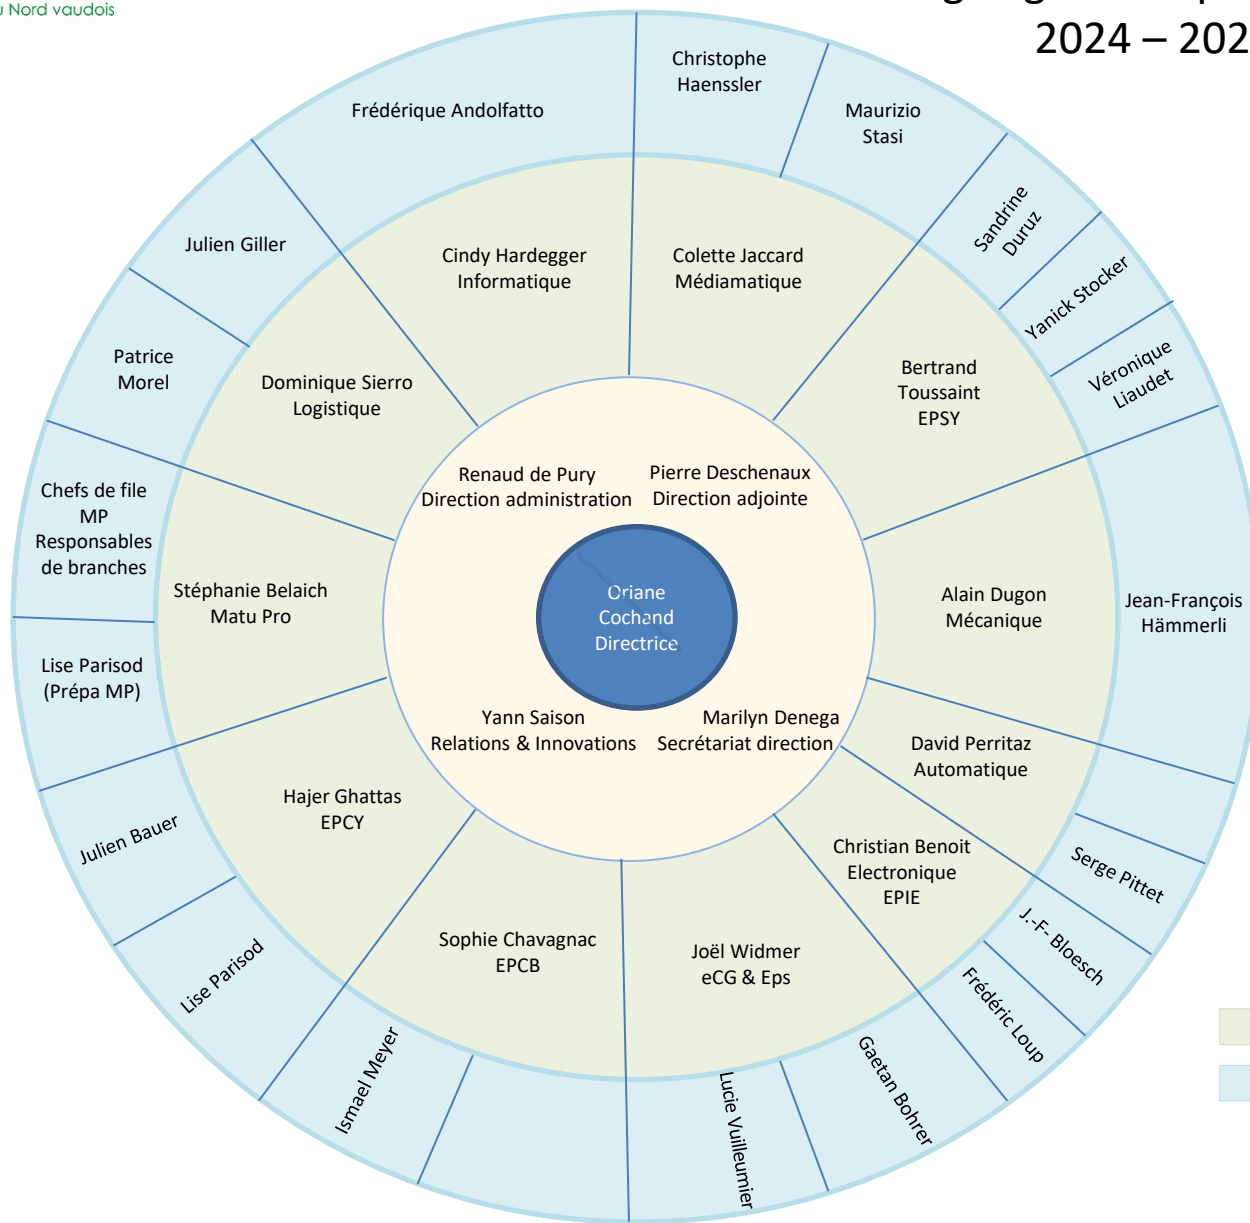 u Nord vaudois
2024 – 202
Christophe
Haenssler
Frédérique Andolfatto
Maurizio
Stasi
Sandrine
Duruz
Julien Giller
Cindy Hardegger
Informatique
Colette Jaccard
Médiamatique
Yanick Stocker
Patrice
Morel
Dominique Sierro
Logistique
Bertrand
Toussaint
EPSY
Véronique
Liaudet
Renaud de Pury
Direction administration
Pierre Deschenaux
Direction adjointe
Chefs de file
MP
Responsables
de branches
Stéphanie Belaich
Matu Pro
Oriane
Cochand
Directrice
Alain Dugon
Mécanique
Jean-François
Hämmerli
Lise Parisod
(Prépa MP)
Yann Saison
Relations & Innovations
Marilyn Denega
Secrétariat direction
David Perritaz
Automatique
Hajer Ghattas
EPCY
Julien Bauer
Christian Benoit
Electronique
EPIE
Serge Pittet
Sophie Chavagnac
EPCB
Joël Widmer
eCG & Eps
J.-F- Bloesch
Lise Parisod
Frédéric Loup
Ismael Meyer
Lucie Vuilleumier
Gaetan Bohrer